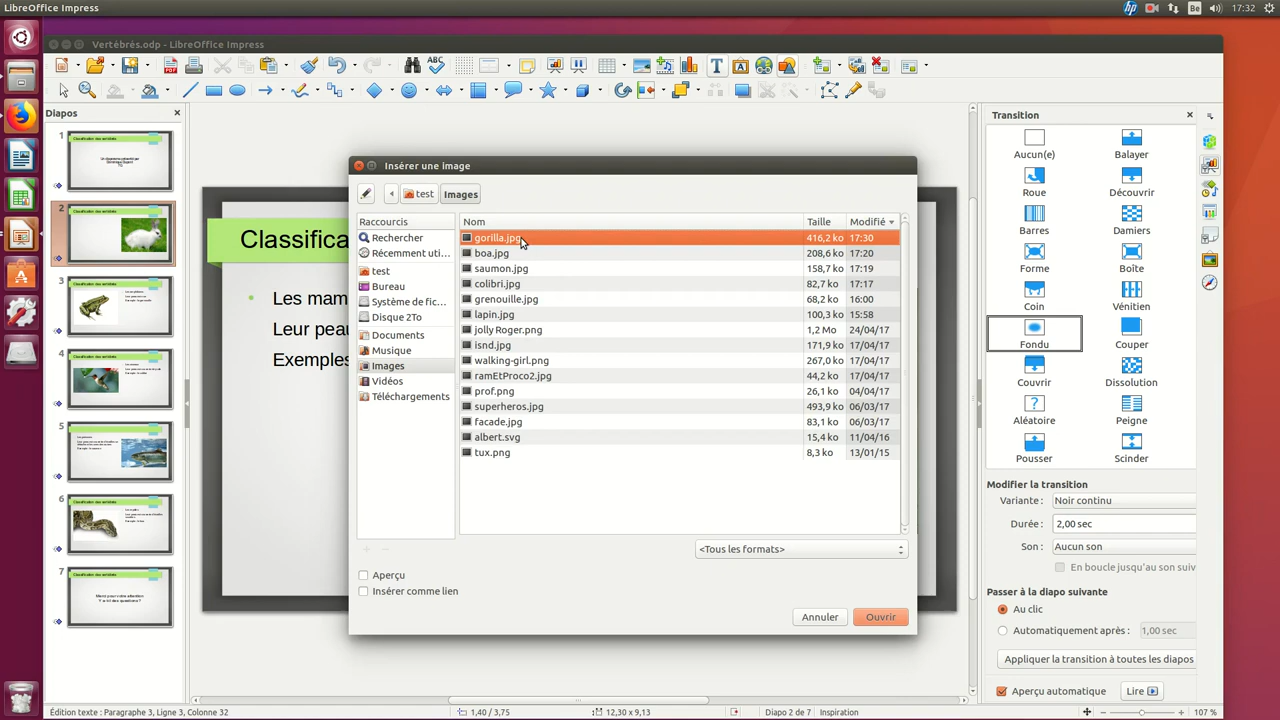 LibreOffice Impress
Be
17:32
Vertébrés.odp - LibreOffice Impress
Diapos
1
2
3
4
5
6
7
Classification des vertébrés
Classifica
Les mam
Leur peau
Exemples
Insérer une image
test
Images
Raccourcis
Rechercher
Récemment uti...
test
Bureau
Système de fic...
Disque 2To
Documents
Musique
Images
Vidéos
Téléchargements
Nom Taille Modifié
gorilla.jpg 416,2 ko 17:30
boa.jpg 208,6 ko 17:20
saumon.jpg 158,7 ko 17:19
colibri.jpg 82,7 ko 17:17
grenouille.jpg 68,2 ko 16:00
lapin.jpg 100,3 ko 15:58
jolly Roger.png 1,2 Mo 24/04/17
isnd.jpg 171,9 ko 17/04/17
walking-girl.png 267,0 ko 17/04/17
ramEtProco2.jpg 44,2 ko 17/04/17
prof.png 26,1 ko 04/04/17
superheros.jpg 493,9 ko 06/03/17
facade.jpg 83,1 ko 06/03/17
albert.svg 15,4 ko 11/04/16
tux.png 8,3 ko 13/01/15
<Tous les formats>
Aperçu
Insérer comme lien
Annuler Ouvrir
Transition
Aucun(e) Balayer
Roue Découvrir
Barres Damiers
Forme Boîte
Coin Vénitien
Fondu Couper
Couvrir Dissolution
Aléatoire Peigne
Pousser Scinder
Modifier la transition
Variante : Noir continu
Durée : 2,00 sec
Son : Aucun son
En boucle jusqu'au son suiv
Passer à la diapo suivante
Au clic
Automatiquement après : 1,00 sec
Appliquer la transition à toutes les diapos
Aperçu automatique Lire
Édition texte : Paragraphe 3, Ligne 3, Colonne 32
1,40 / 3,75
12,30 x 9,13
Diapo 2 de 7
Inspiration
107 %